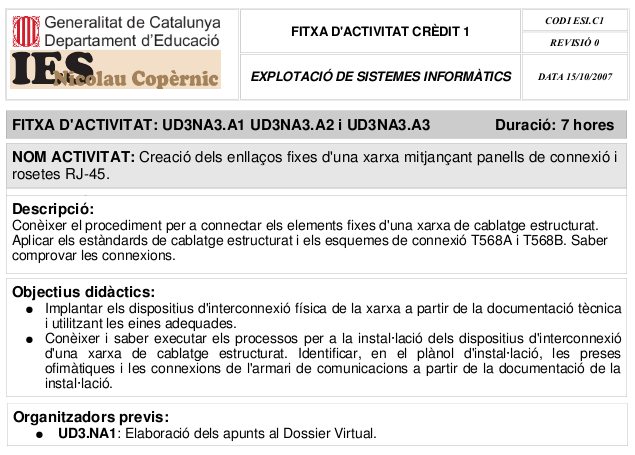 Generalitat de Catalunya
Departament d'Educació
IES
Nicolau Copèrnic
FITXA D'ACTIVITAT CRÈDIT 1
EXPLOTACIÓ DE SISTEMES INFORMÀTICS
CODI ESI.C1
REVISIÓ 0
DATA 15/10/2007
FITXA D'ACTIVITAT: UD3NA3.A1 UD3NA3.A2 i UD3NA3.A3 Duració: 7 hores
NOM ACTIVITAT: Creació dels enllaços fixes d'una xarxa mitjançant panells de connexió i
rosetes RJ-45.
Descripció:
Conèixer el procediment per a connectar els elements fixes d'una xarxa de cablatge estructurat.
Aplicar els estàndards de cablatge estructurat i els esquemes de connexió T568A i T568B. Saber
comprovar les connexions.
Objectius didàctics:
● Implantar els dispositius d'interconnexió física de la xarxa a partir de la documentació tècnica
i utilitzant les eines adequades.
● Conèixer i saber executar els processos per a la instal·lació dels dispositius d'interconnexió
d'una xarxa de cablatge estructurat. Identificar, en el plànol d'instal·lació, les preses
ofimàtiques i les connexions de l'armari de comunicacions a partir de la documentació de la
instal·lació.
Organitzadors previs:
● UD3.NA1: Elaboració dels apunts al Dossier Virtual.